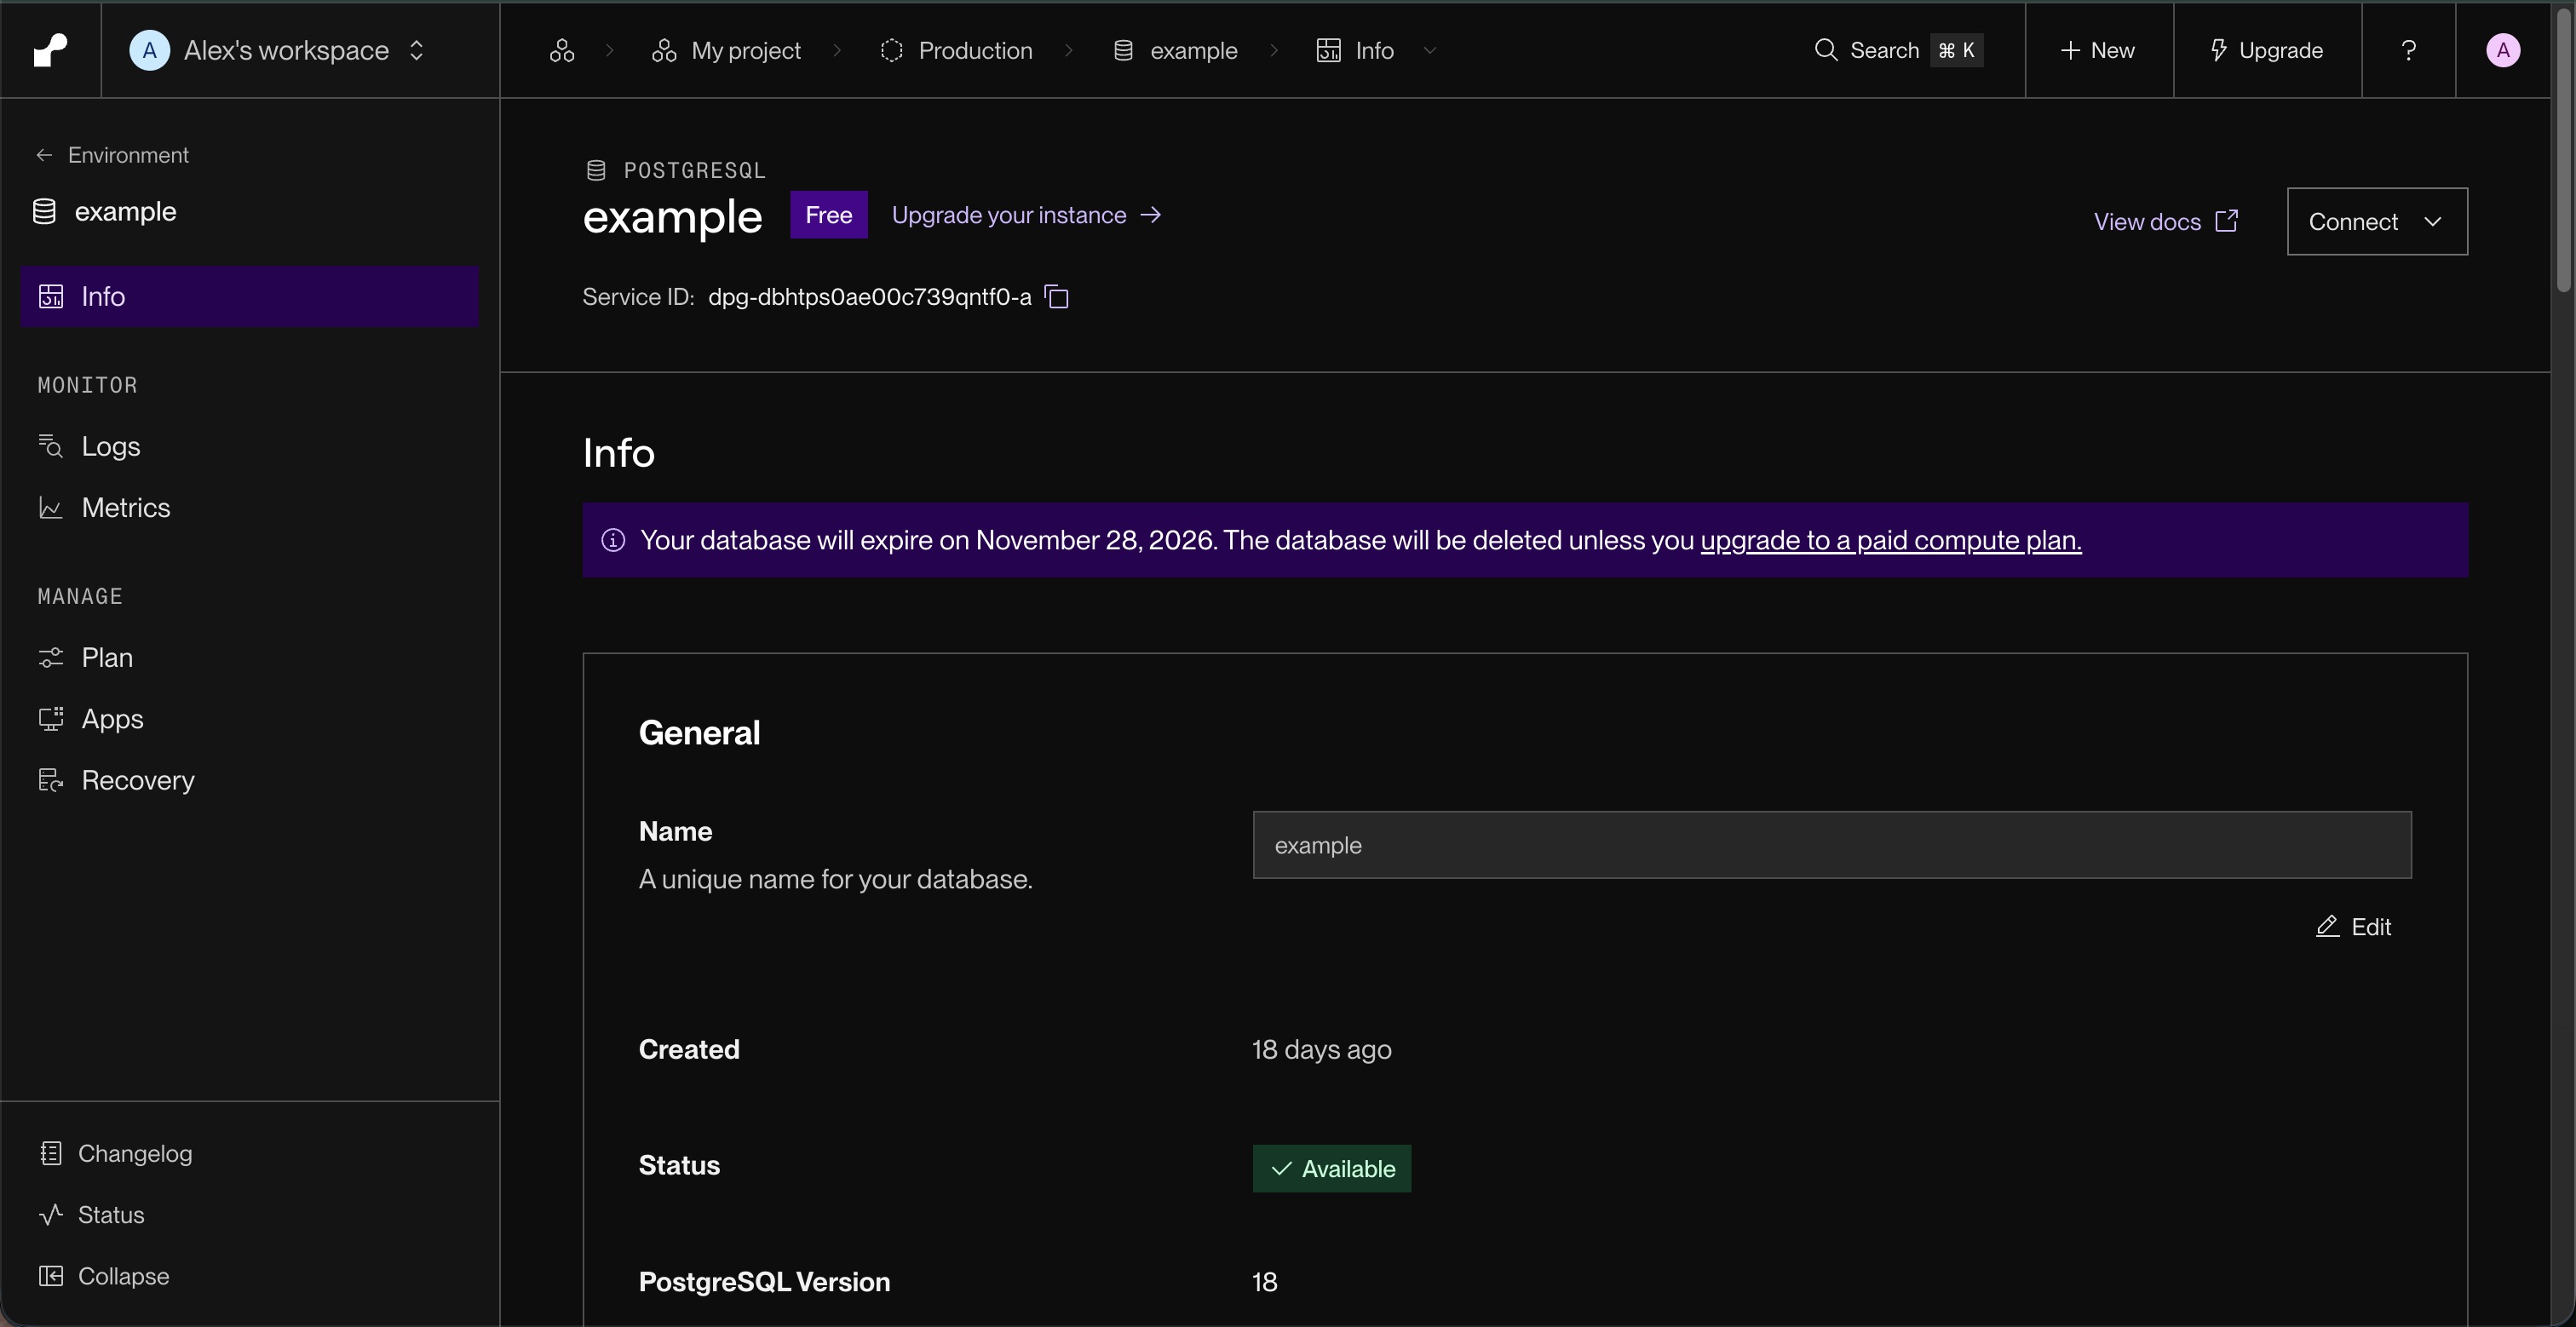 A Alex's workspace
My project
Production
example
Info
Search ⌘ K
New
Upgrade
?
A
Environment
example
Info
MONITOR
Logs
Metrics
MANAGE
Plan
Apps
Recovery
Changelog
Status
Collapse
POSTGRESQL
example Free Upgrade your instance →
View docs
Connect
Service ID: dpg-dbhtps0ae00c739qntf0-a
Info
Your database will expire on November 28, 2026. The database will be deleted unless you upgrade to a paid compute plan.
General
Name
A unique name for your database.
example
Edit
Created 18 days ago
Status Available
PostgreSQL Version 18